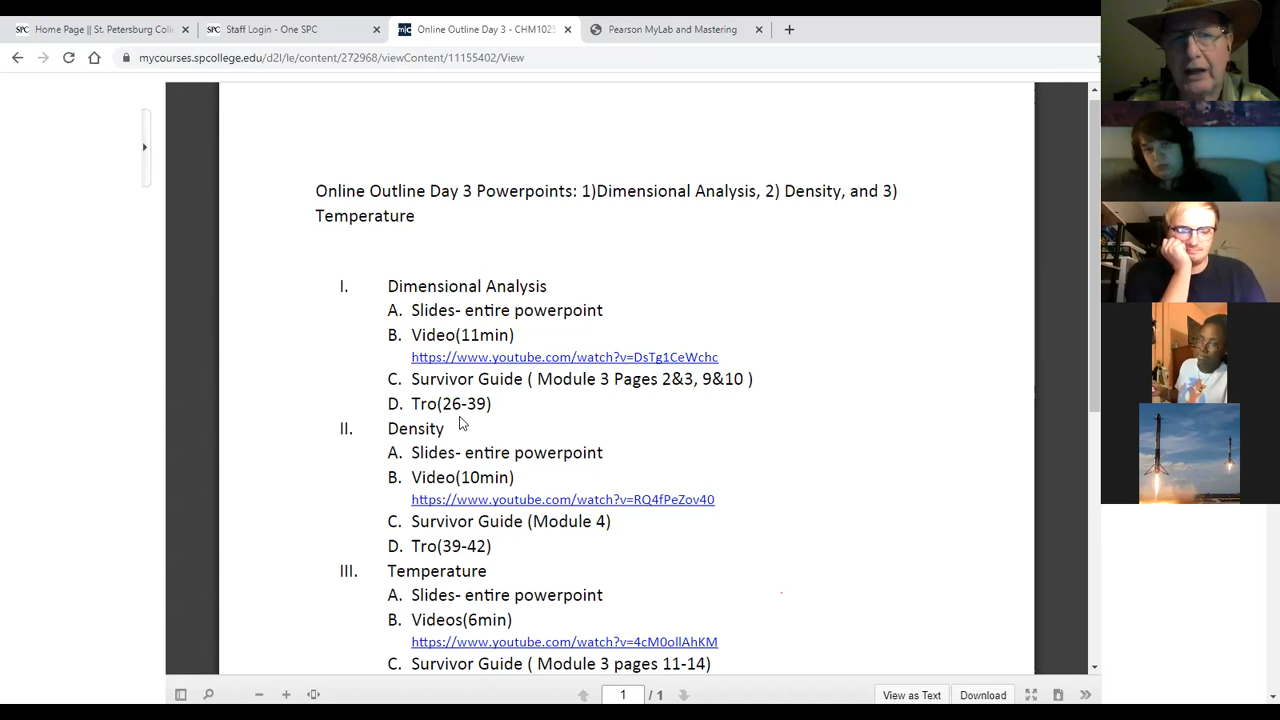 Home Page || St. Petersburg Coll
Staff Login - One SPC
Online Outline Day 3 - CHM1025
Pearson MyLab and Mastering
mycourses.spcollege.edu/d2l/le/content/272968/viewContent/11155402/View
Online Outline Day 3 Powerpoints: 1)Dimensional Analysis, 2) Density, and 3)
Temperature
I. Dimensional Analysis
A. Slides- entire powerpoint
B. Video(11min)
https://www.youtube.com/watch?v=DsTg1CeWchc
C. Survivor Guide ( Module 3 Pages 2&3, 9&10 )
D. Tro(26-39)
II. Density
A. Slides- entire powerpoint
B. Video(10min)
https://www.youtube.com/watch?v=RQ4fPeZov40
C. Survivor Guide (Module 4)
D. Tro(39-42)
III. Temperature
A. Slides- entire powerpoint
B. Videos(6min)
https://www.youtube.com/watch?v=4cM0ollAhKM
C. Survivor Guide ( Module 3 pages 11-14)
1 / 1
View as Text
Download